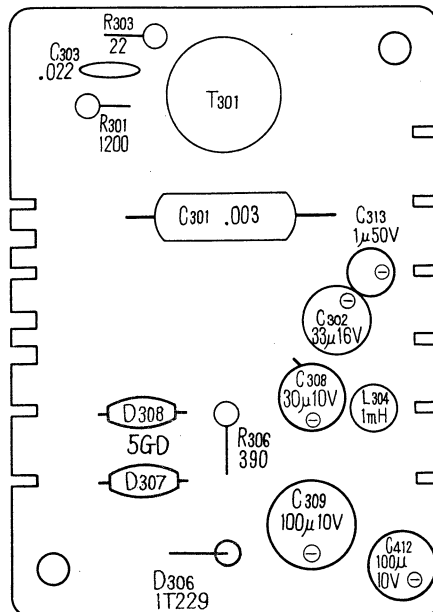 R303
22
C303
.022
R301
1200
T301
C301 .003
C313
1μ50V
⊖
⊖
C302
33μ16V
C308
30μ10V
⊖
L304
1mH
D308
5GD
D307
R306
390
C309
100μ10V
⊖
C412
100μ
10V ⊖
D306
1T229